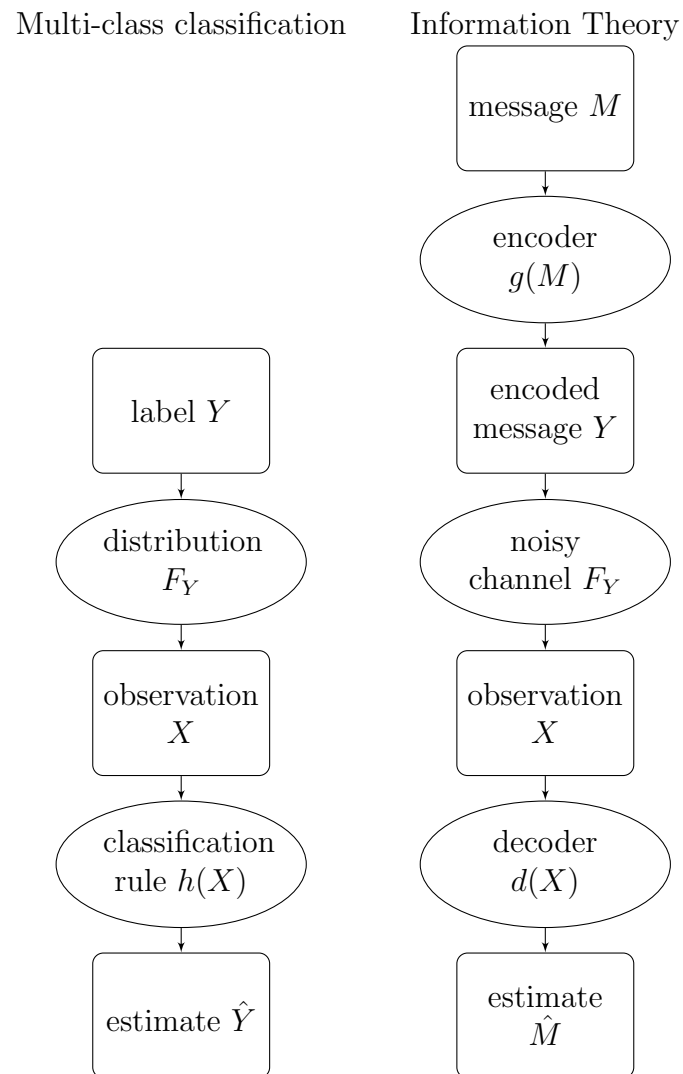 Multi-class classification
label Y
distribution
F_Y
observation
X
classification
rule h(X)
estimate Ŷ
Information Theory
message M
encoder
g(M)
encoded
message Y
noisy
channel F_Y
observation
X
decoder
d(X)
estimate
M̂